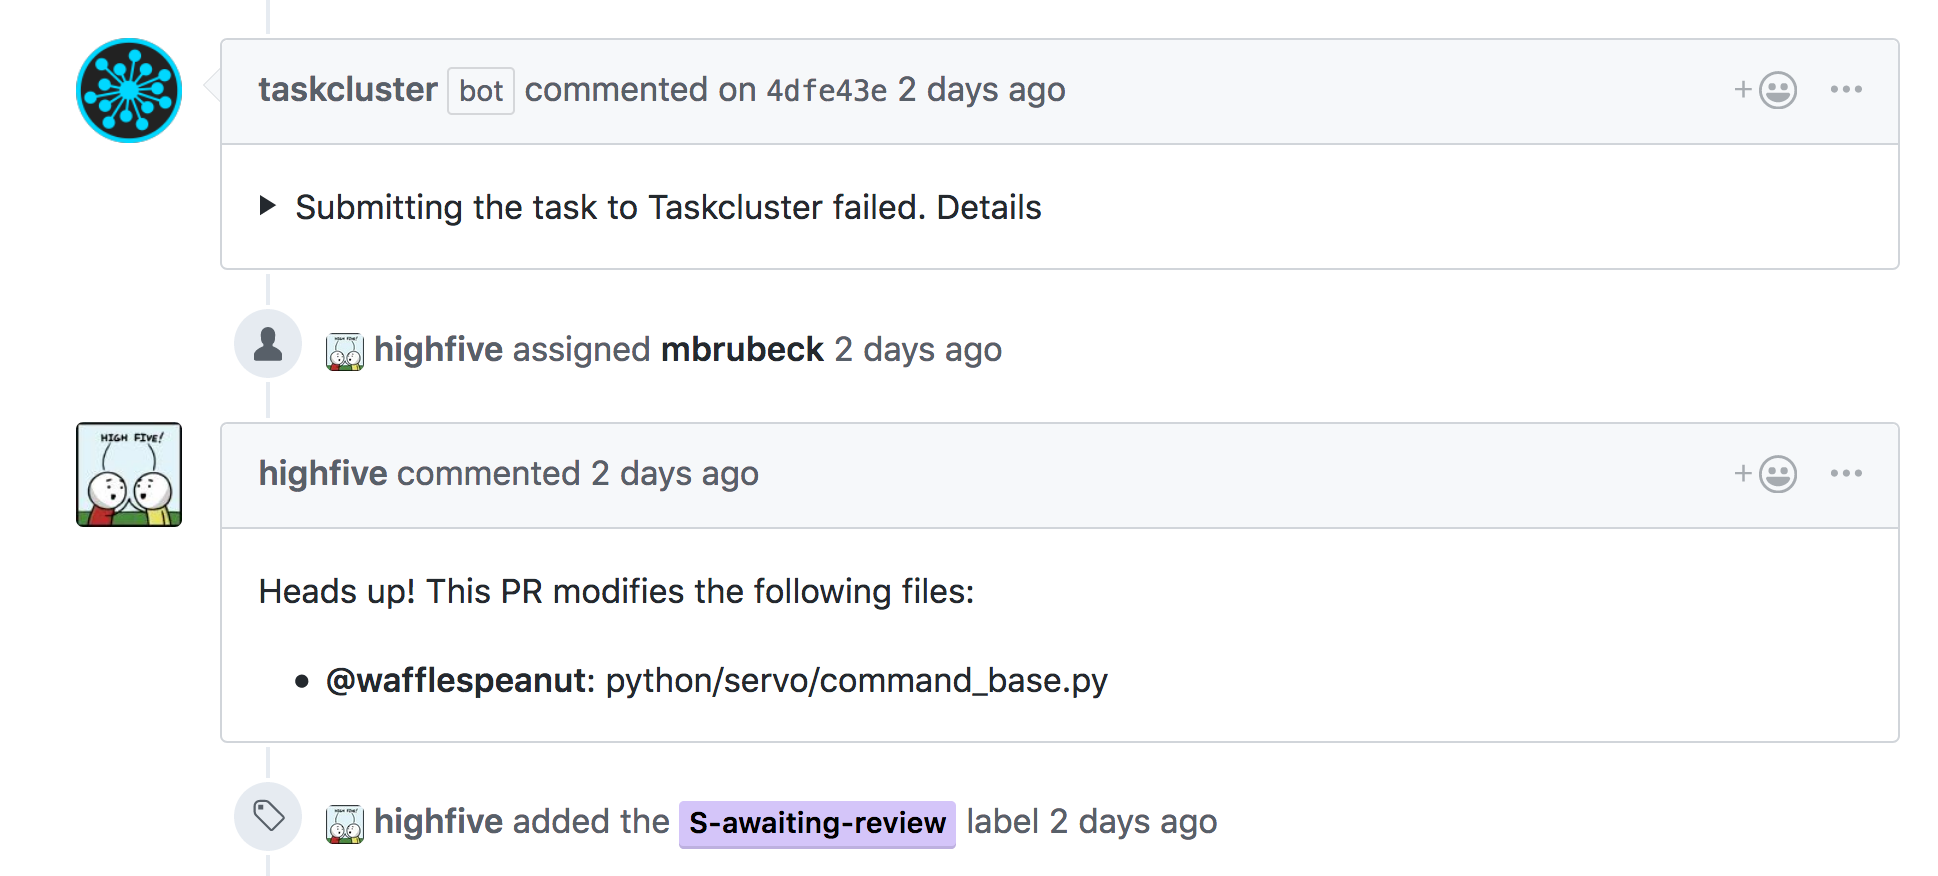 taskcluster bot commented on 4dfe43e 2 days ago
Submitting the task to Taskcluster failed. Details
highfive assigned mbrubeck 2 days ago
HIGH FIVE!
highfive commented 2 days ago
Heads up! This PR modifies the following files:
@wafflespeanut: python/servo/command_base.py
highfive added the S-awaiting-review label 2 days ago